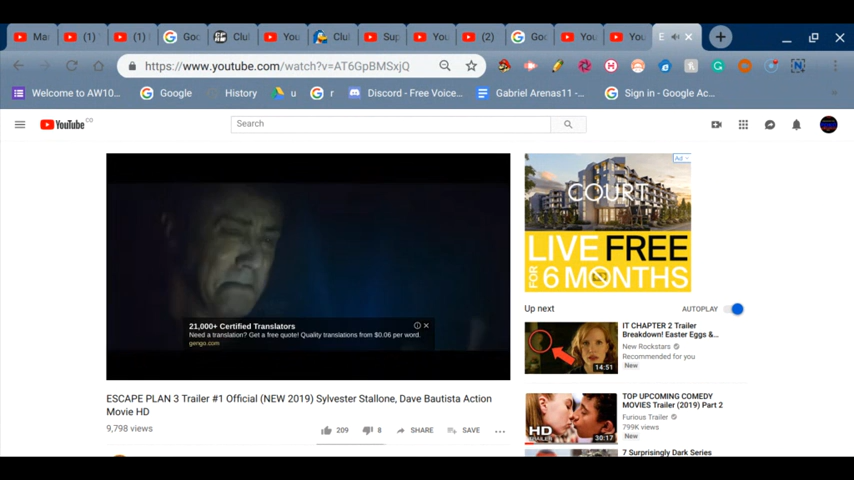 Mar
(1)
(1)
Goo
Clul
You
Clul
Sup
You
(2)
Goo
You
You
E
https://www.youtube.com/watch?v=AT6GpBMSxjQ
Welcome to AW10...
Google
History
u
r
Discord - Free Voice...
Gabriel Arenas11 -...
Sign in - Google Ac...
YouTube CO
Search
Ad
COURT
LIVE FREE
FOR 6 MONTHS
21,000+ Certified Translators
Need a translation? Get a free quote! Quality translations from $0.06 per word.
gengo.com
Up next
AUTOPLAY
IT CHAPTER 2 Trailer
Breakdown! Easter Eggs &...
New Rockstars
Recommended for you
New
14:51
ESCAPE PLAN 3 Trailer #1 Official (NEW 2019) Sylvester Stallone, Dave Bautista Action
Movie HD
9,798 views
209
8
SHARE
SAVE
TOP UPCOMING COMEDY
MOVIES Trailer (2019) Part 2
Furious Trailer
799K views
New
HD
30:17
7 Surprisingly Dark Series